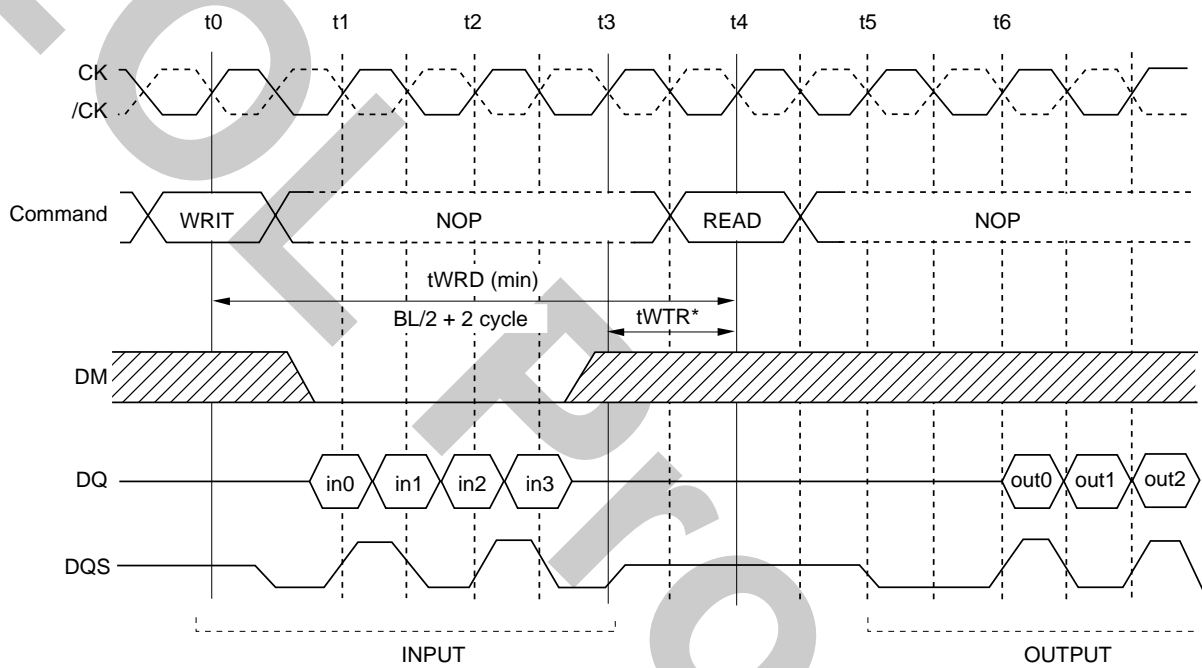 t0 t1 t2 t3 t4 t5 t6
CK
/CK
Command WRIT NOP READ NOP
tWRD (min)
BL/2 + 2 cycle
tWTR*
DM
DQ in0 in1 in2 in3 out0 out1 out2
DQS
INPUT OUTPUT